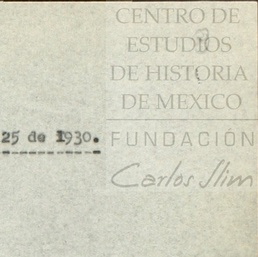 CENTRO DE
ESTUDIOS
DE HISTORIA
DE MEXICO
25 de 1930.
FUNDACIÓN
Carlos Slim